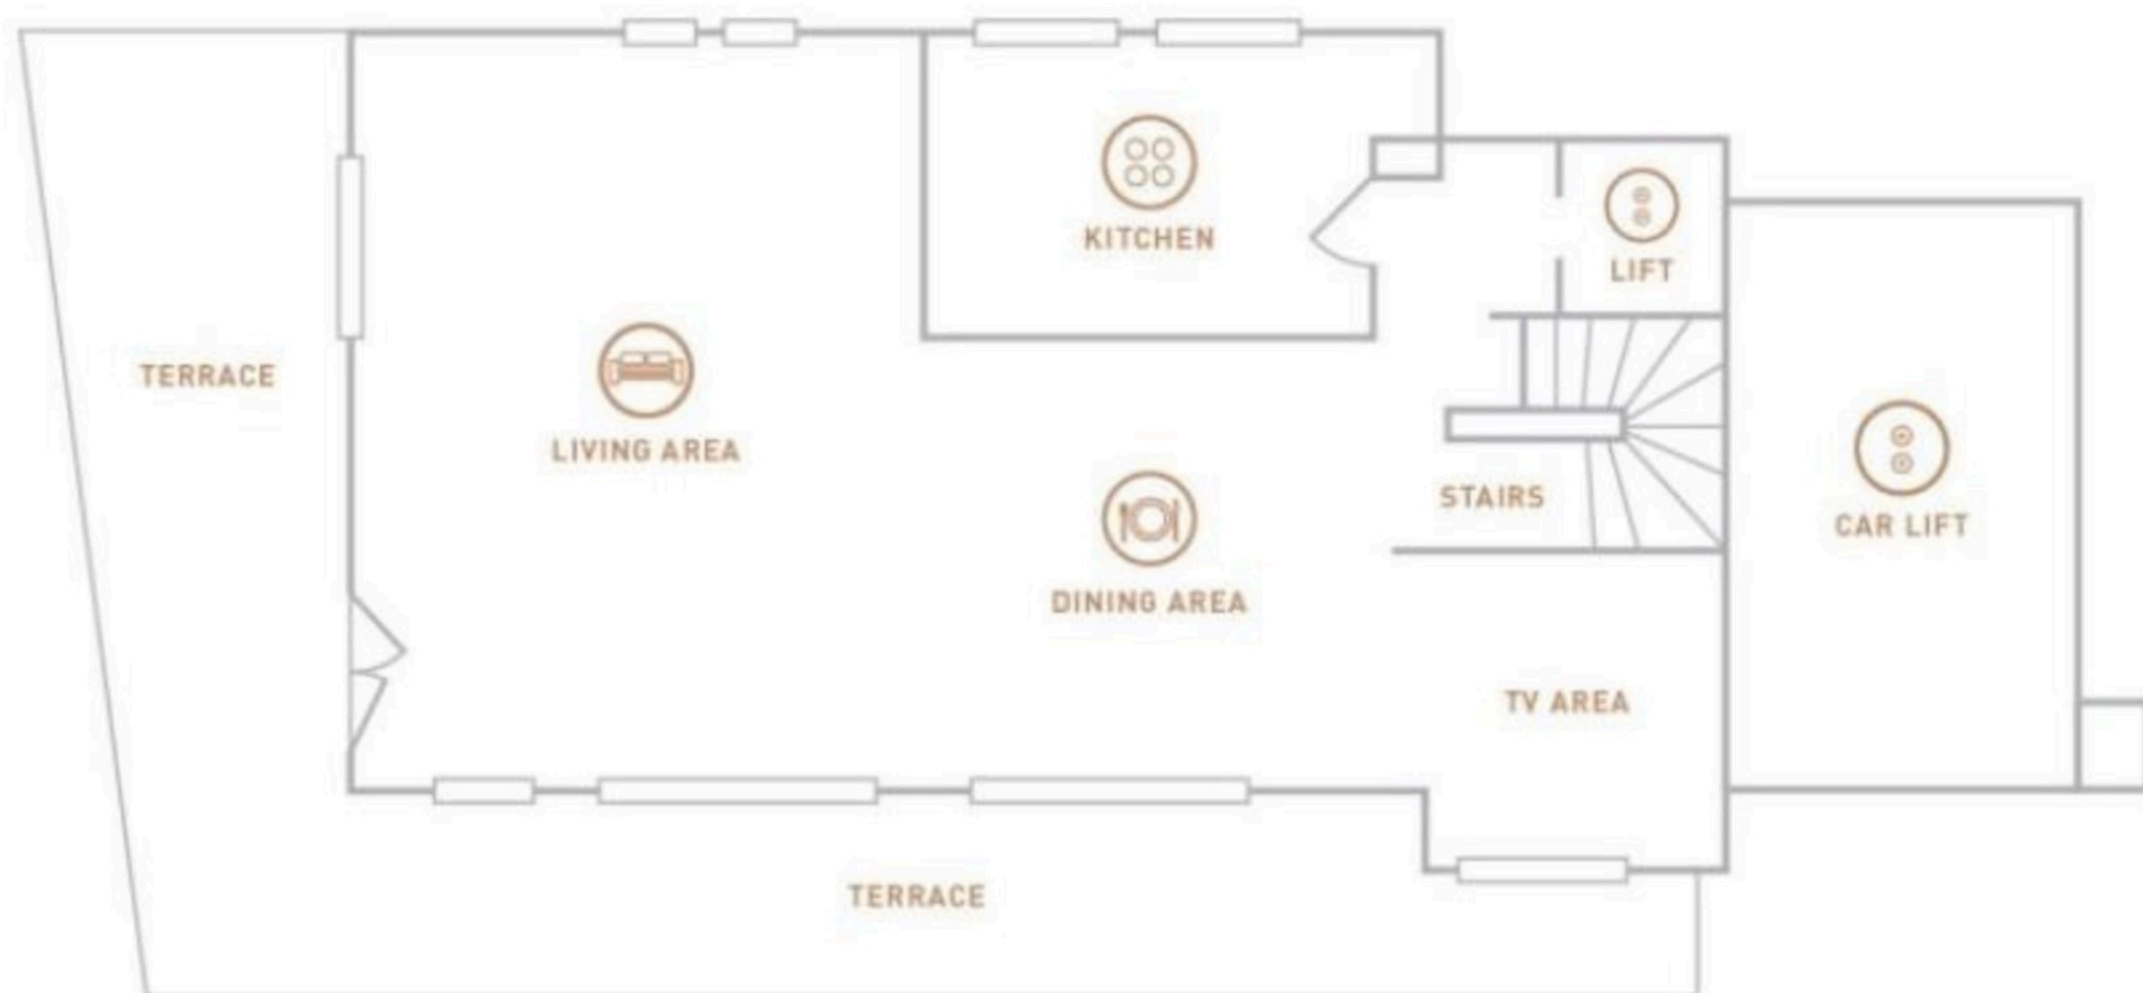 KITCHEN
LIFT
TERRACE
LIVING AREA
STAIRS
CAR LIFT
DINING AREA
TV AREA
TERRACE